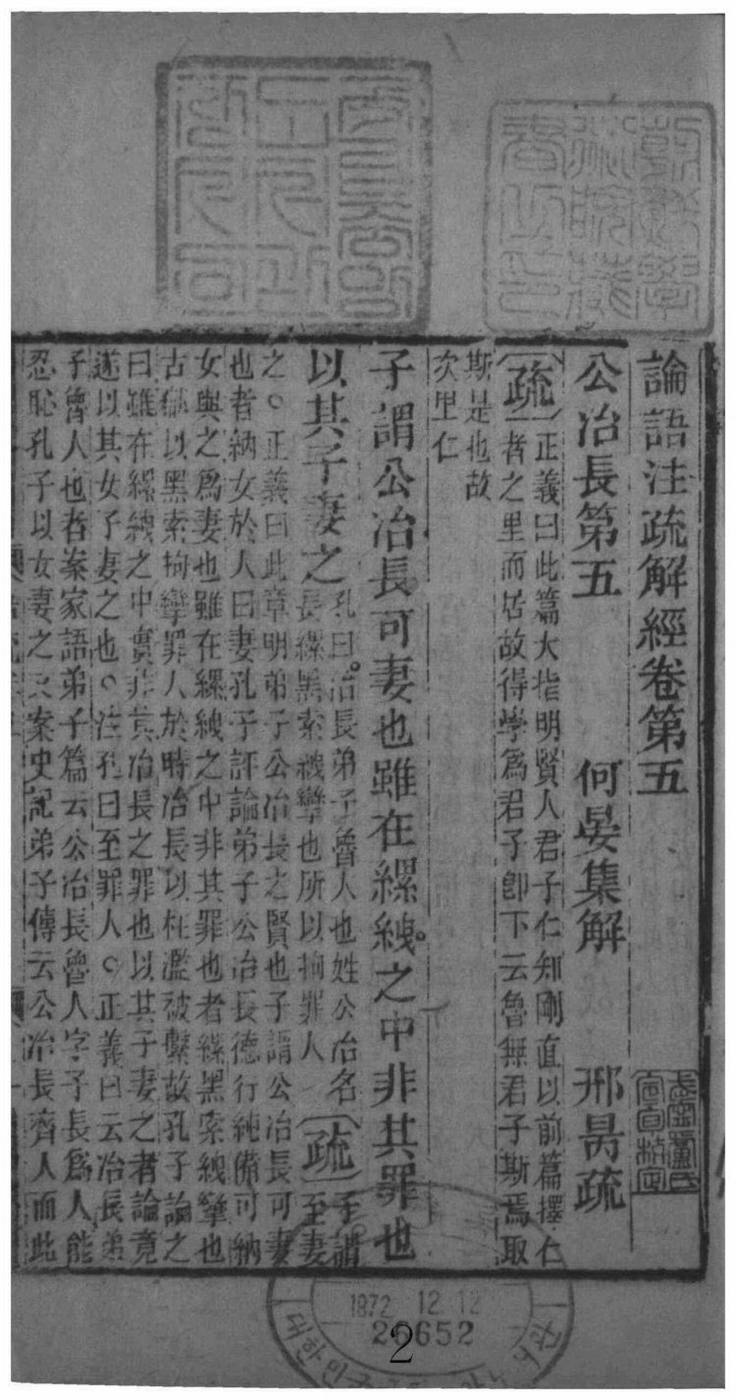 論語注疏解經卷第五
公冶長第五　何晏集解　邢昺疏
疏 正義曰此篇大指明賢人君子仁知剛直以前篇擇仁
者之里而居故得學爲君子卽下云魯無君子斯焉取
斯是也故
次里仁
子謂公冶長可妻也雖在縲絏之中非其罪也
以其子妻之 孔曰冶長弟子魯人也姓公冶名
長縲黑索絏攣也所以拘罪人 疏 子謂
至妻
之○正義曰此章明弟子公冶長之賢也子謂公冶長可妻
也者納女於人曰妻孔子評論弟子公冶長德行純備可納
女與之爲妻也雖在縲絏之中非其罪也者縲黑索絏攣也
古獄以黑索拘攣罪人於時冶長以枉濫被繫故孔子論之
曰雖在縲絏之中實非其冶長之罪也以其子妻之者論竟
遂以其女子妻之也○注孔曰至罪人○正義曰云冶長弟
子魯人也者案家語弟子篇云公冶長魯人字子長爲人能
忍恥孔子以女妻之又案史記弟子傳云公冶長齊人而此
1872 12 12
20652
대한민국
2